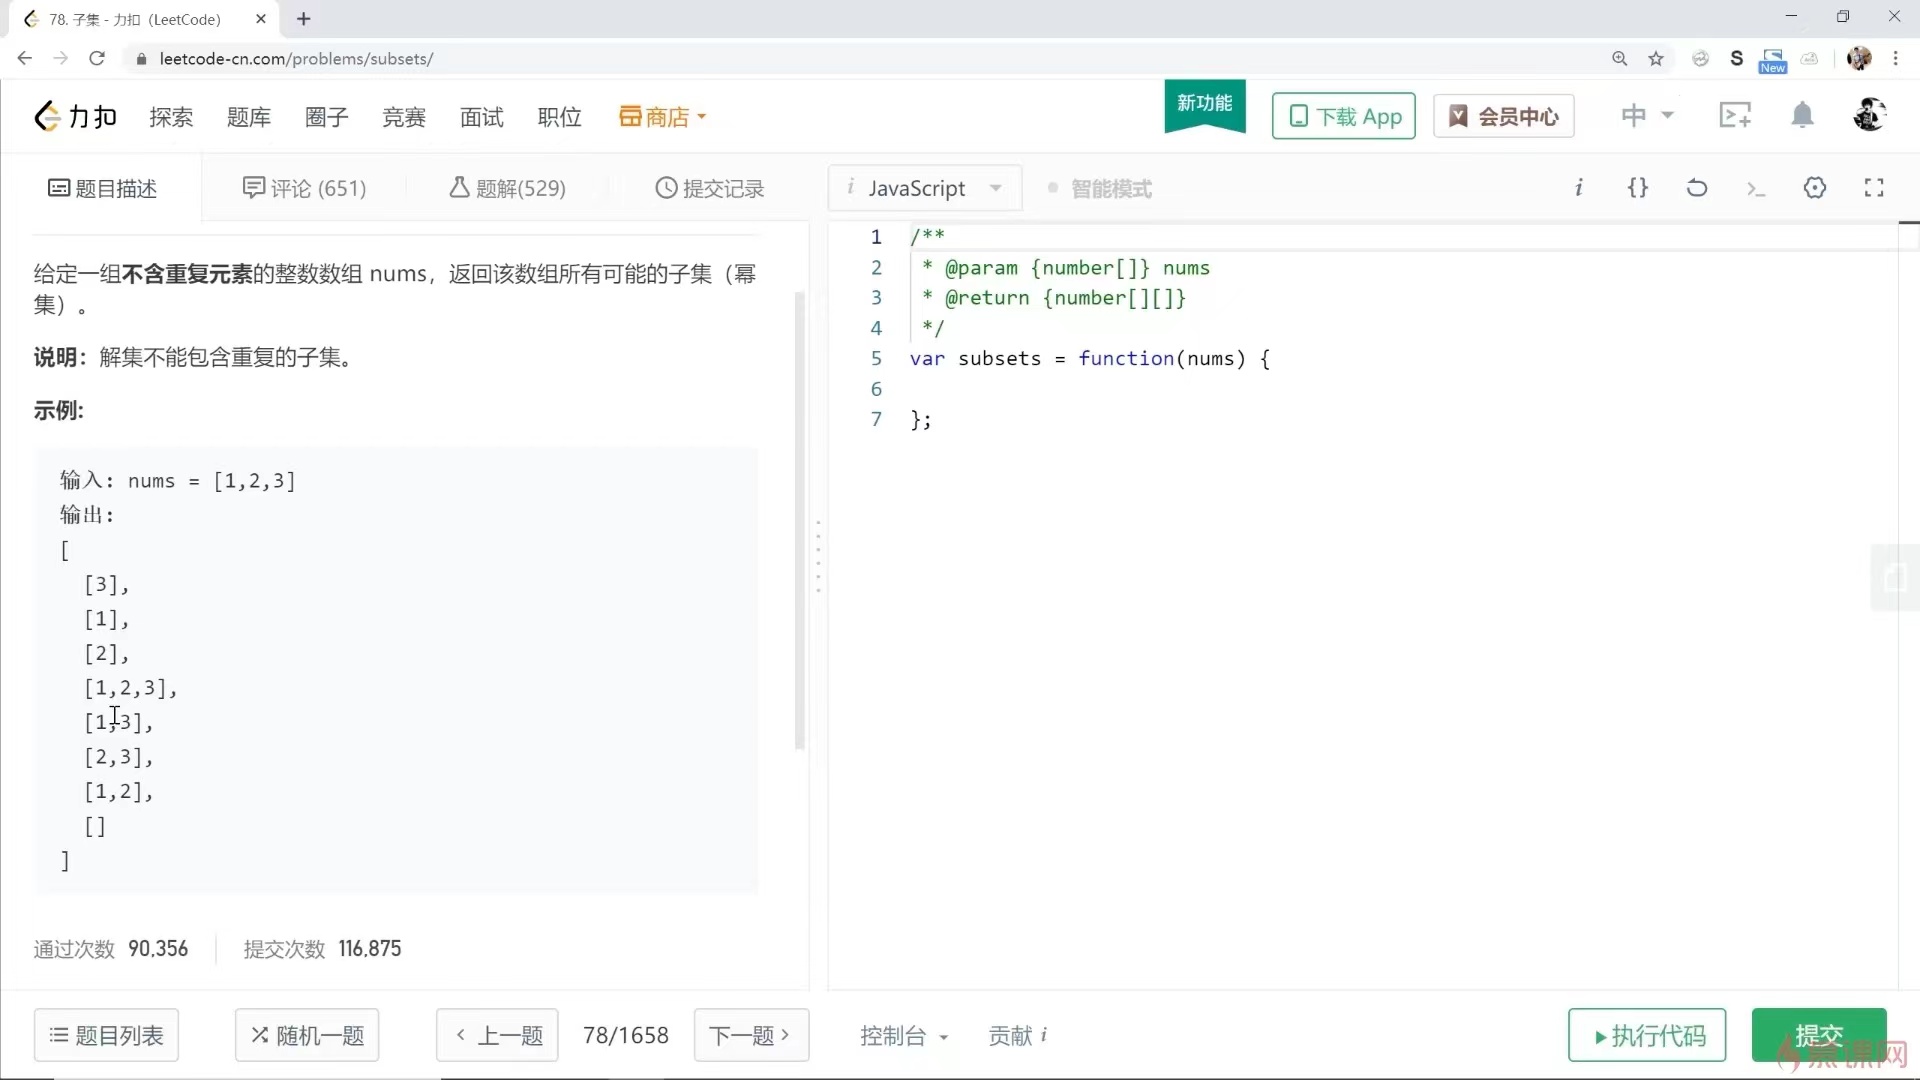 78. 子集 - 力扣（LeetCode）
leetcode-cn.com/problems/subsets/
S
New
力扣 探索 题库 圈子 竞赛 面试 职位 商店 新功能 下载 App 会员中心 中
题目描述 评论 (651) 题解(529) 提交记录
i JavaScript 智能模式 i {}
给定一组不含重复元素的整数数组 nums，返回该数组所有可能的子集（幂
集）。
说明：解集不能包含重复的子集。
示例:
输入: nums = [1,2,3]
输出:
[
[3],
[1],
[2],
[1,2,3],
[1,3],
[2,3],
[1,2],
[]
]
通过次数 90,356 提交次数 116,875
1 /**
2 * @param {number[]} nums
3 * @return {number[][]}
4 */
5 var subsets = function(nums) {
6
7 };
题目列表 随机一题 上一题 78/1658 下一题 控制台 贡献 i 执行代码 提交
慕课网